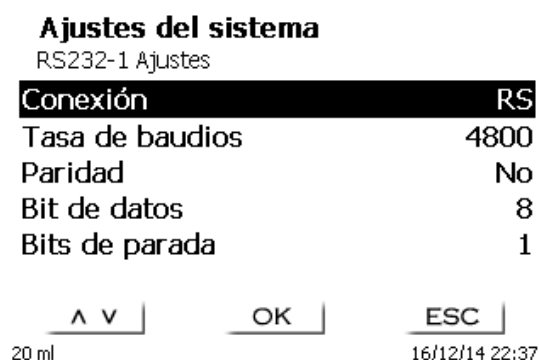 Ajustes del sistema
RS232-1 Ajustes
Conexión RS
Tasa de baudios 4800
Paridad No
Bit de datos 8
Bits de parada 1
∧ ∨ OK ESC
20 ml 16/12/14 22:37